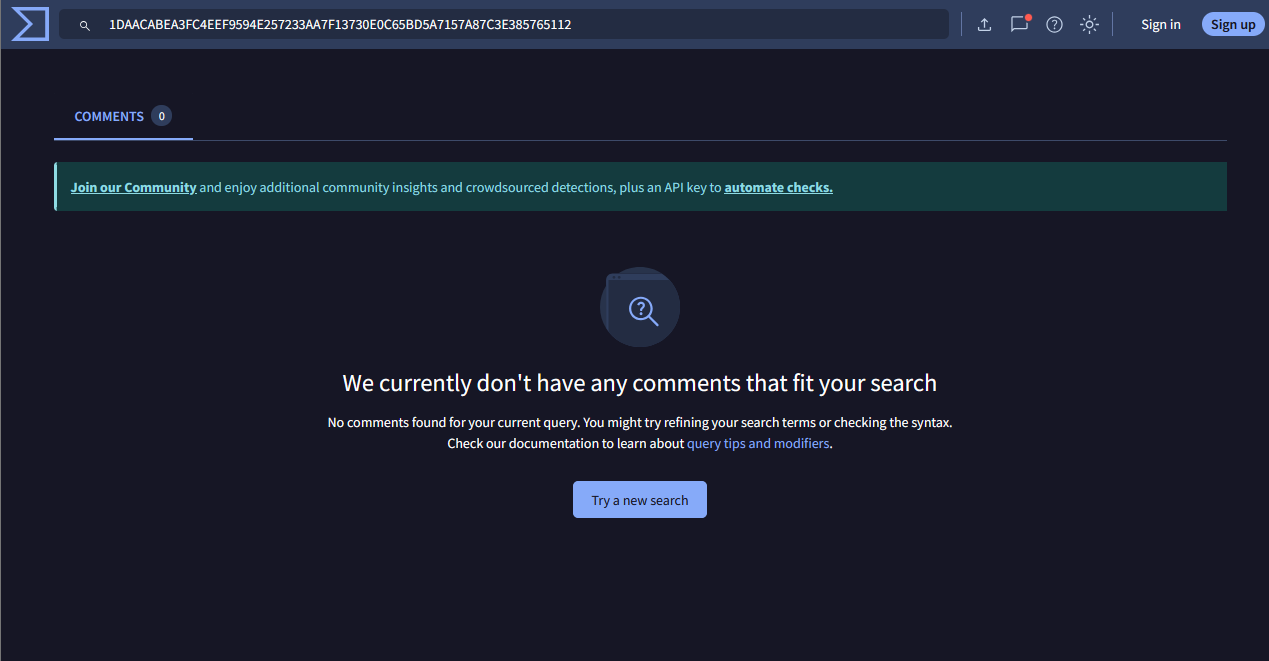 1DAACABEA3FC4EEF9594E257233AA7F13730E0C65BD5A7157A87C3E385765112
Sign in
Sign up
COMMENTS 0
Join our Community and enjoy additional community insights and crowdsourced detections, plus an API key to automate checks.
We currently don't have any comments that fit your search
No comments found for your current query. You might try refining your search terms or checking the syntax.
Check our documentation to learn about query tips and modifiers.
Try a new search